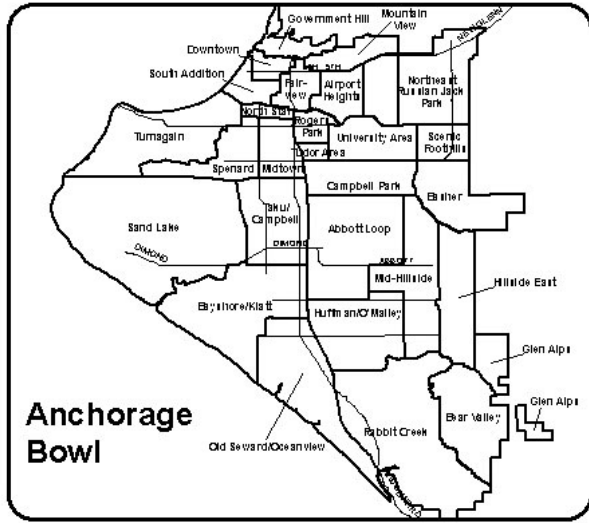 Government Hill
Mountain
View
Downtown
South Addition
Fair-
view
Airport
Heights
Northeast
Russian Jack
Park
North Star
Rogers
Park
Turnagain
University Area
Scenic
Foothills
Tudor Area
Spenard
Midtown
Campbell Park
Basher
Sand Lake
Taku/
Campbell
Abbott Loop
DIMOND
DIMOND
ABBOTT
Mid-Hillside
Hillside East
Bayshore/Klatt
Huffman/O'Malley
Glen Alps
Glen Alps
Anchorage
Bowl
Old Seward/Oceanview
Rabbit Creek
Bear Valley